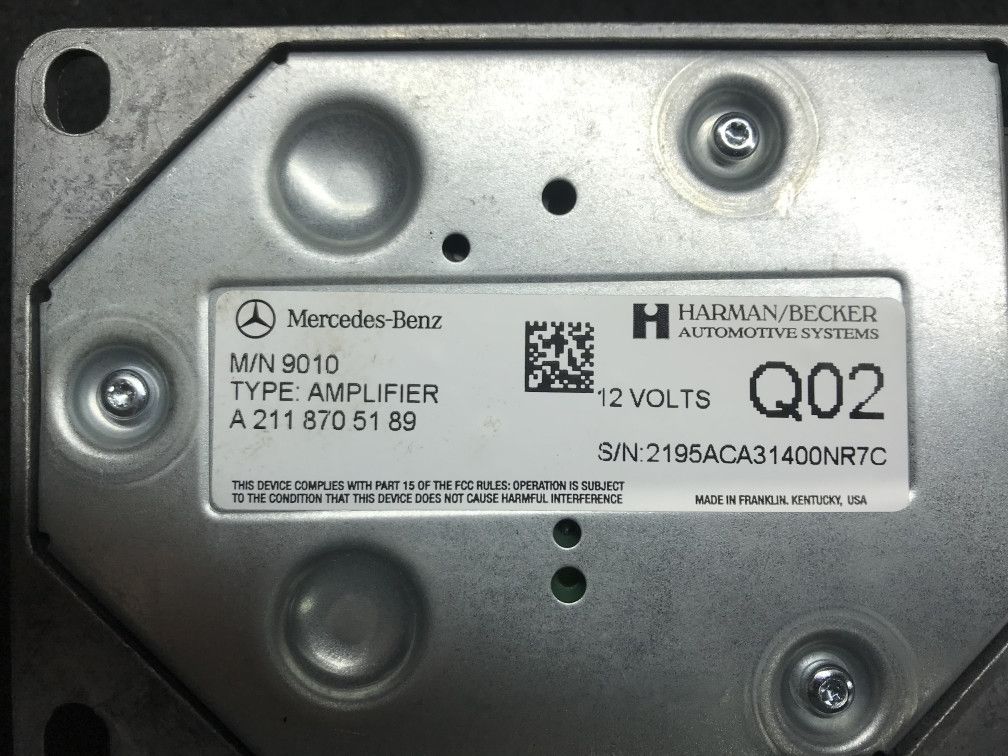 Mercedes-Benz
HARMAN/BECKER
AUTOMOTIVE SYSTEMS
M/N 9010
TYPE: AMPLIFIER
A 211 870 51 89
12 VOLTS
Q02
S/N:2195ACA31400NR7C
THIS DEVICE COMPLIES WITH PART 15 OF THE FCC RULES: OPERATION IS SUBJECT
TO THE CONDITION THAT THIS DEVICE DOES NOT CAUSE HARMFUL INTERFERENCE
MADE IN FRANKLIN. KENTUCKY, USA